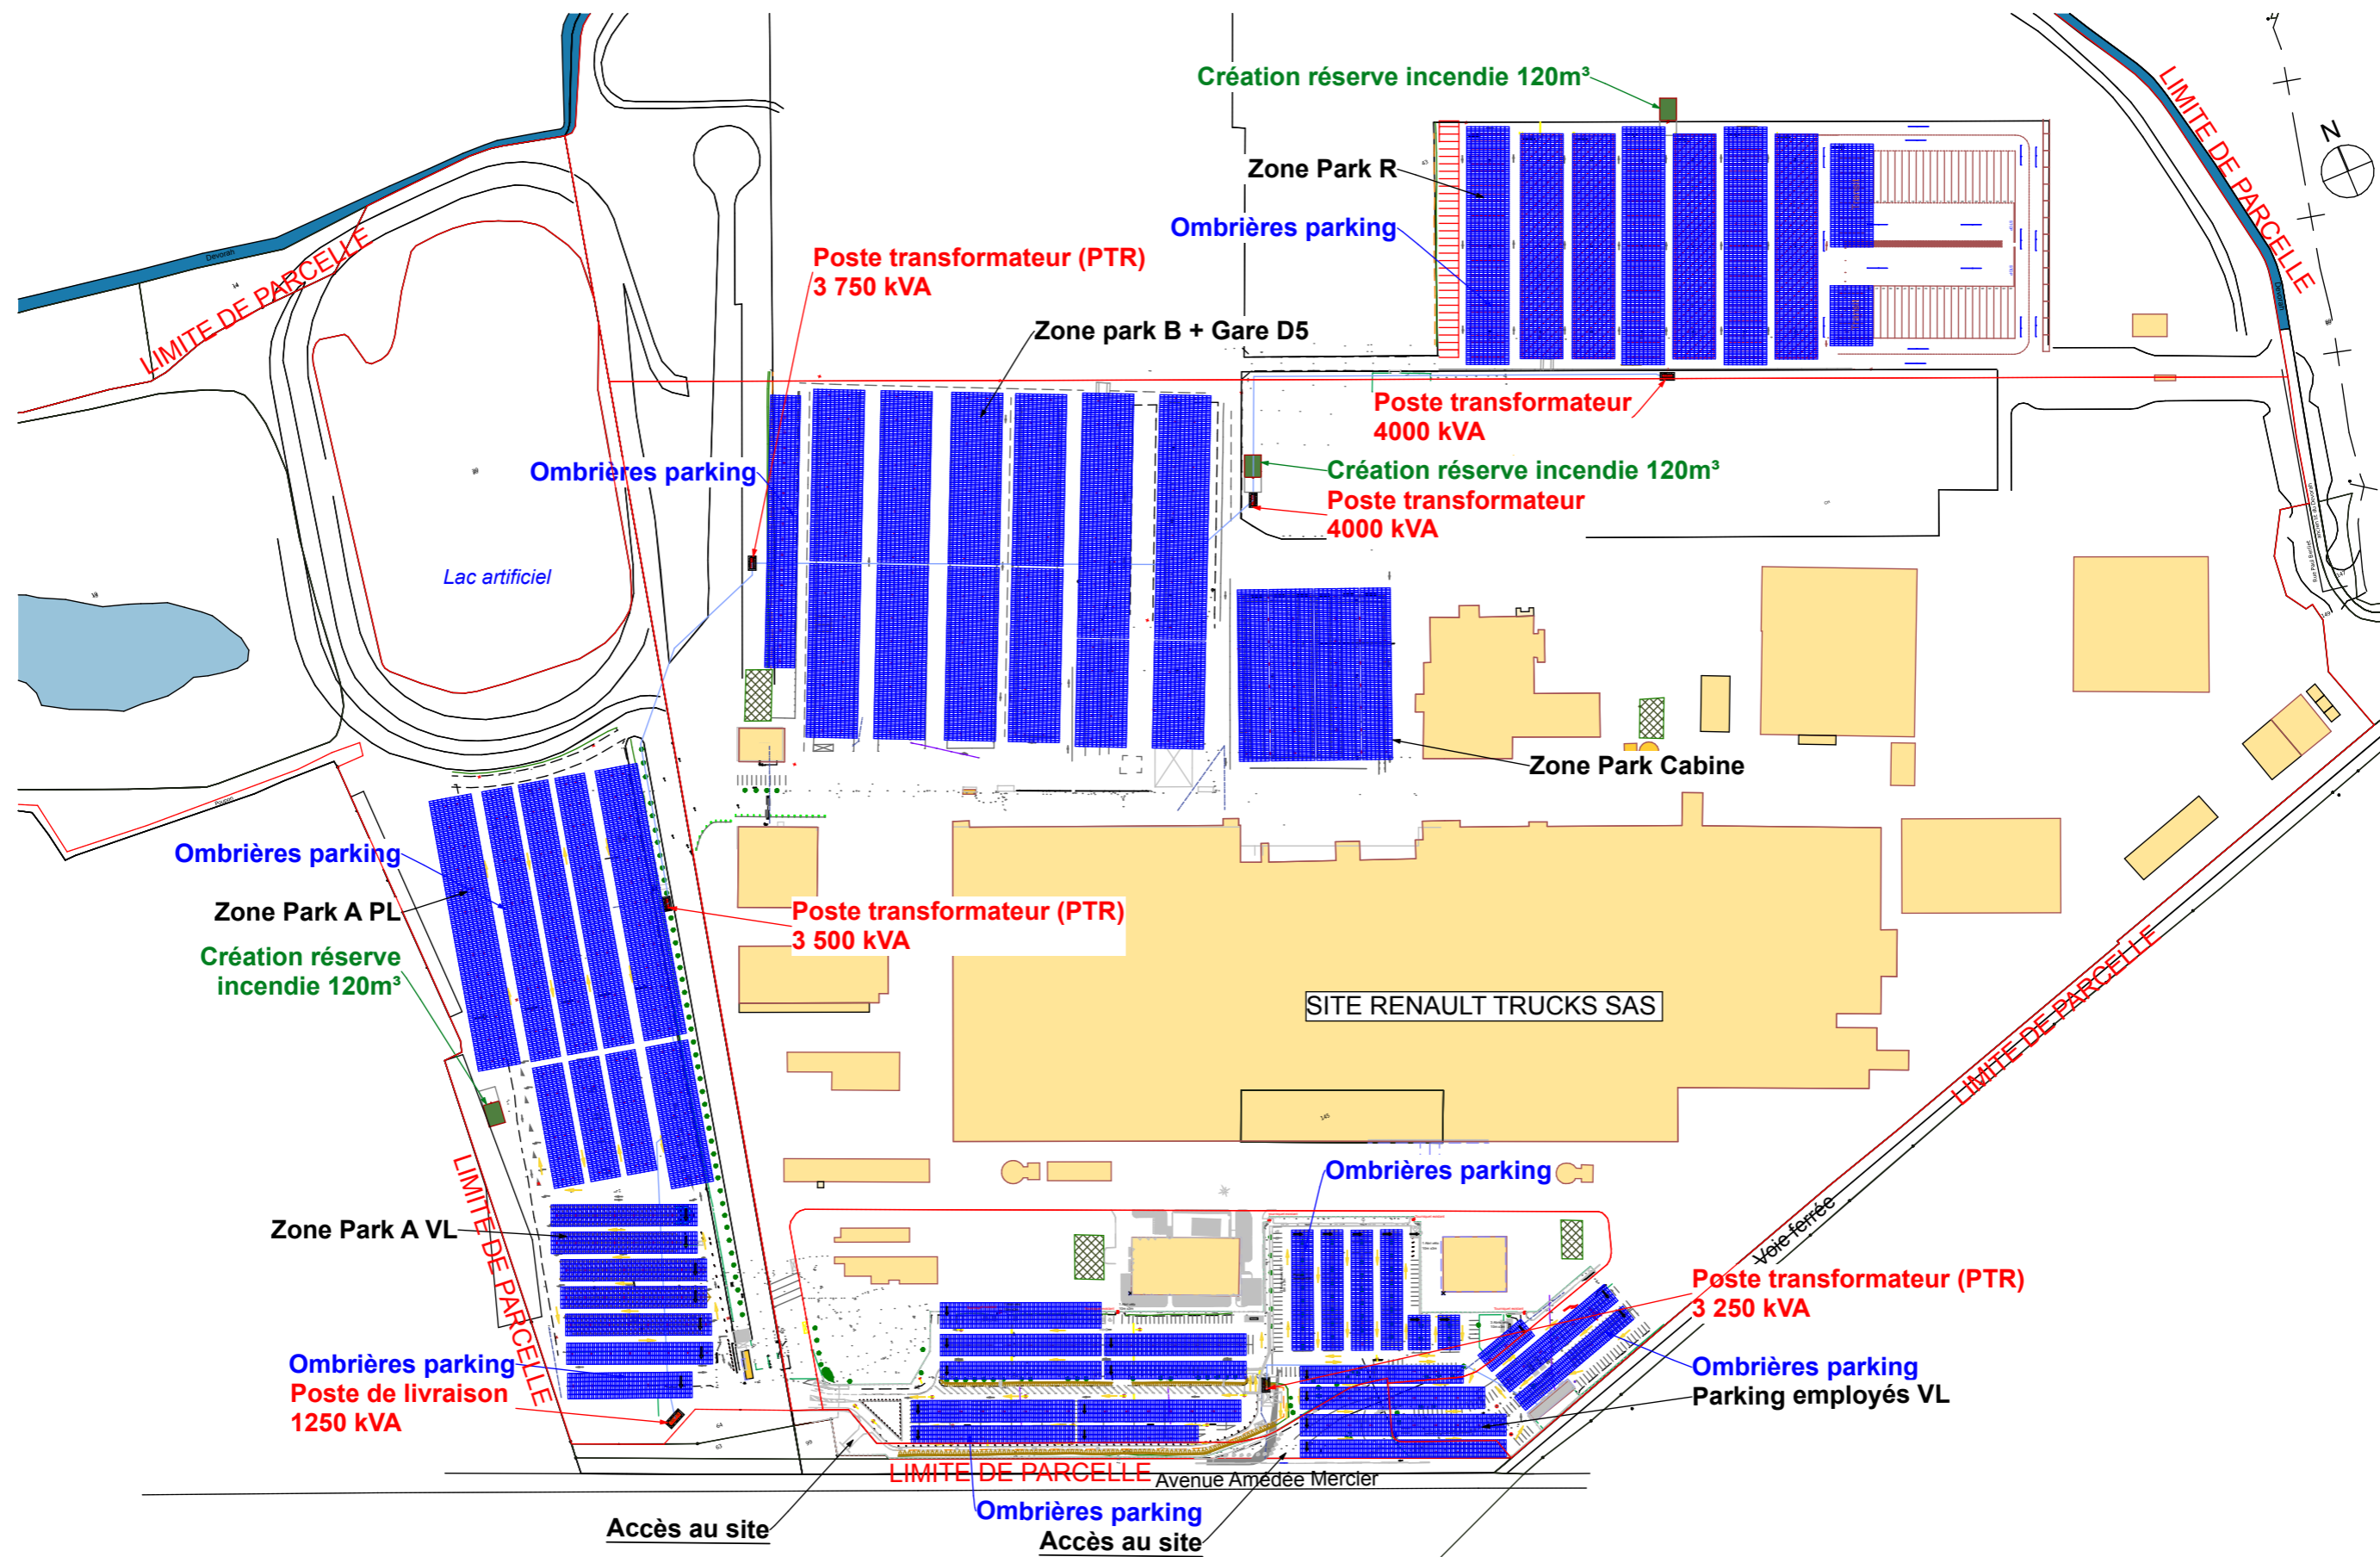 Création réserve incendie 120m³
LIMITE DE PARCELLE
N
Zone Park R
Ombrières parking
Devorah
LIMITE DE PARCELLE
Poste transformateur (PTR)
3 750 kVA
Zone park B + Gare D5
Poste transformateur
4000 kVA
Ombrières parking
Création réserve incendie 120m³
Poste transformateur
4000 kVA
Lac artificiel
Zone Park Cabine
Ombrières parking
Zone Park A PL
Poste transformateur (PTR)
3 500 kVA
Création réserve
incendie 120m³
SITE RENAULT TRUCKS SAS
LIMITE DE PARCELLE
LIMITE DE PARCELLE
145
Ombrières parking
Zone Park A VL
Voie ferrée
Poste transformateur (PTR)
3 250 kVA
Ombrières parking
Poste de livraison
1250 kVA
Ombrières parking
Parking employés VL
64
63
99
LIMITE DE PARCELLE
Avenue Amédée Mercier
Ombrières parking
Accès au site
Accès au site